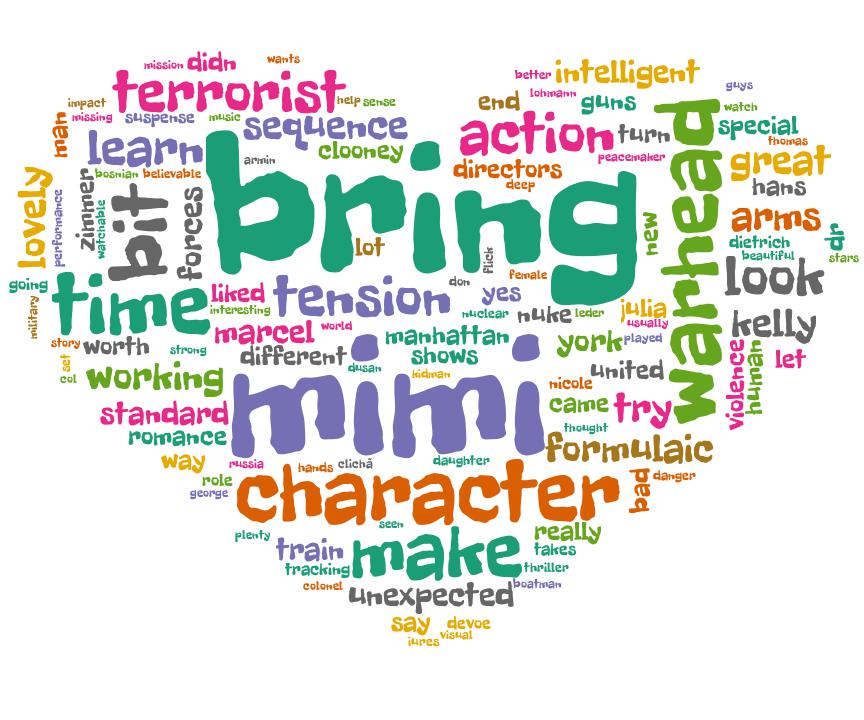 mission
didn
wants
better
intelligent
guys
terrorist
help
sense
lohmann
impact
end
guns
watch
missing
suspense
music
sequence
action
turn
warhead
special
man
learn
clooney
directors
peacemaker
thomas
bring
armin
great
bosnian
believable
deep
hans
lovely
performance
zimmer
watchable
bit
forces
lot
flick
new
arms
dr
dietrich
beautiful
stars
going
military
time
liked
interesting
tension
don
female
yes
nuclear
nuke
leder
julia
usually
look
kelly
marcel
world
manhattan
york
played
story
worth
strong
different
shows
united
violence
human
let
set
col
working
dusan
mimi
kidman
nicole
came
try
standard
thought
romance
formulaic
way
russia
hands
clichã
daughter
bad
danger
role
george
character
seen
plenty
really
train
make
takes
tracking
thriller
colonel
unexpected
boatman
say
devoe
iures
visual